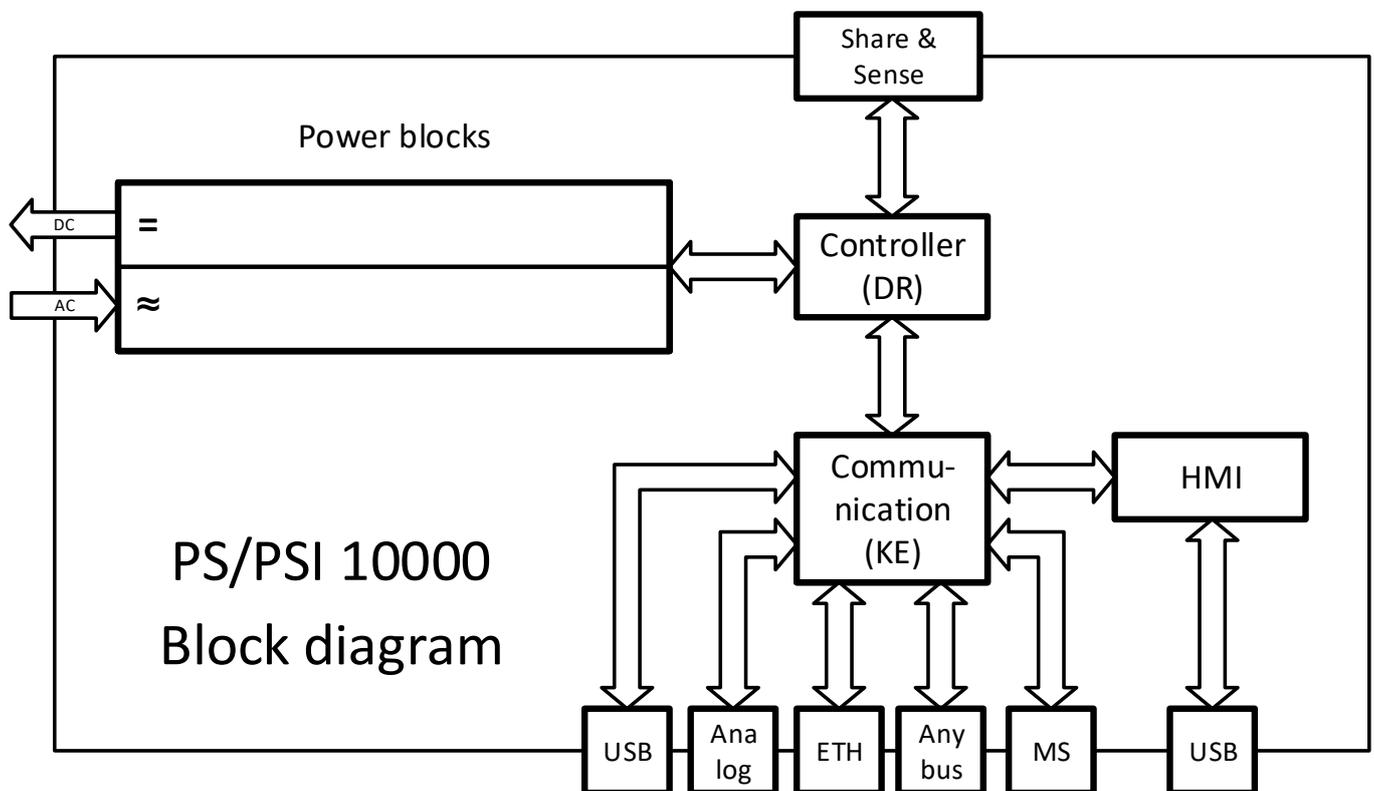 Share &
Sense
Power blocks
DC
=
Controller
(DR)
AC
≈
Commu-
nication
(KE)
HMI
PS/PSI 10000
Block diagram
USB
Ana
log
ETH
Any
bus
MS
USB